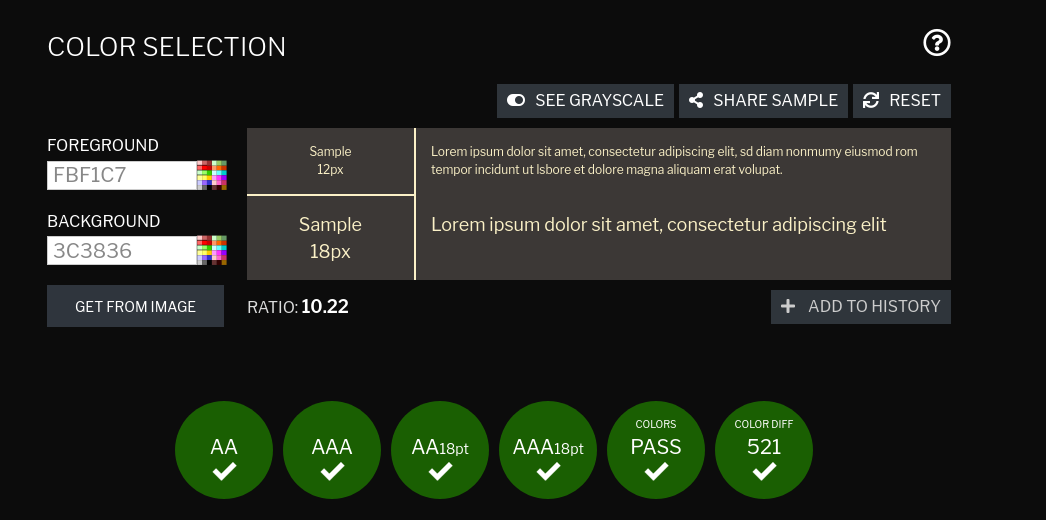 COLOR SELECTION
SEE GRAYSCALE
SHARE SAMPLE
RESET
FOREGROUND
FBF1C7
BACKGROUND
3C3836
GET FROM IMAGE
Sample
12px
Lorem ipsum dolor sit amet, consectetur adipiscing elit, sd diam nonmumy eiusmod rom
tempor incidunt ut lsbore et dolore magna aliquam erat volupat.
Sample
18px
Lorem ipsum dolor sit amet, consectetur adipiscing elit
RATIO: 10.22
ADD TO HISTORY
AA
AAA
AA18pt
AAA18pt
COLORS
PASS
COLOR DIFF
521